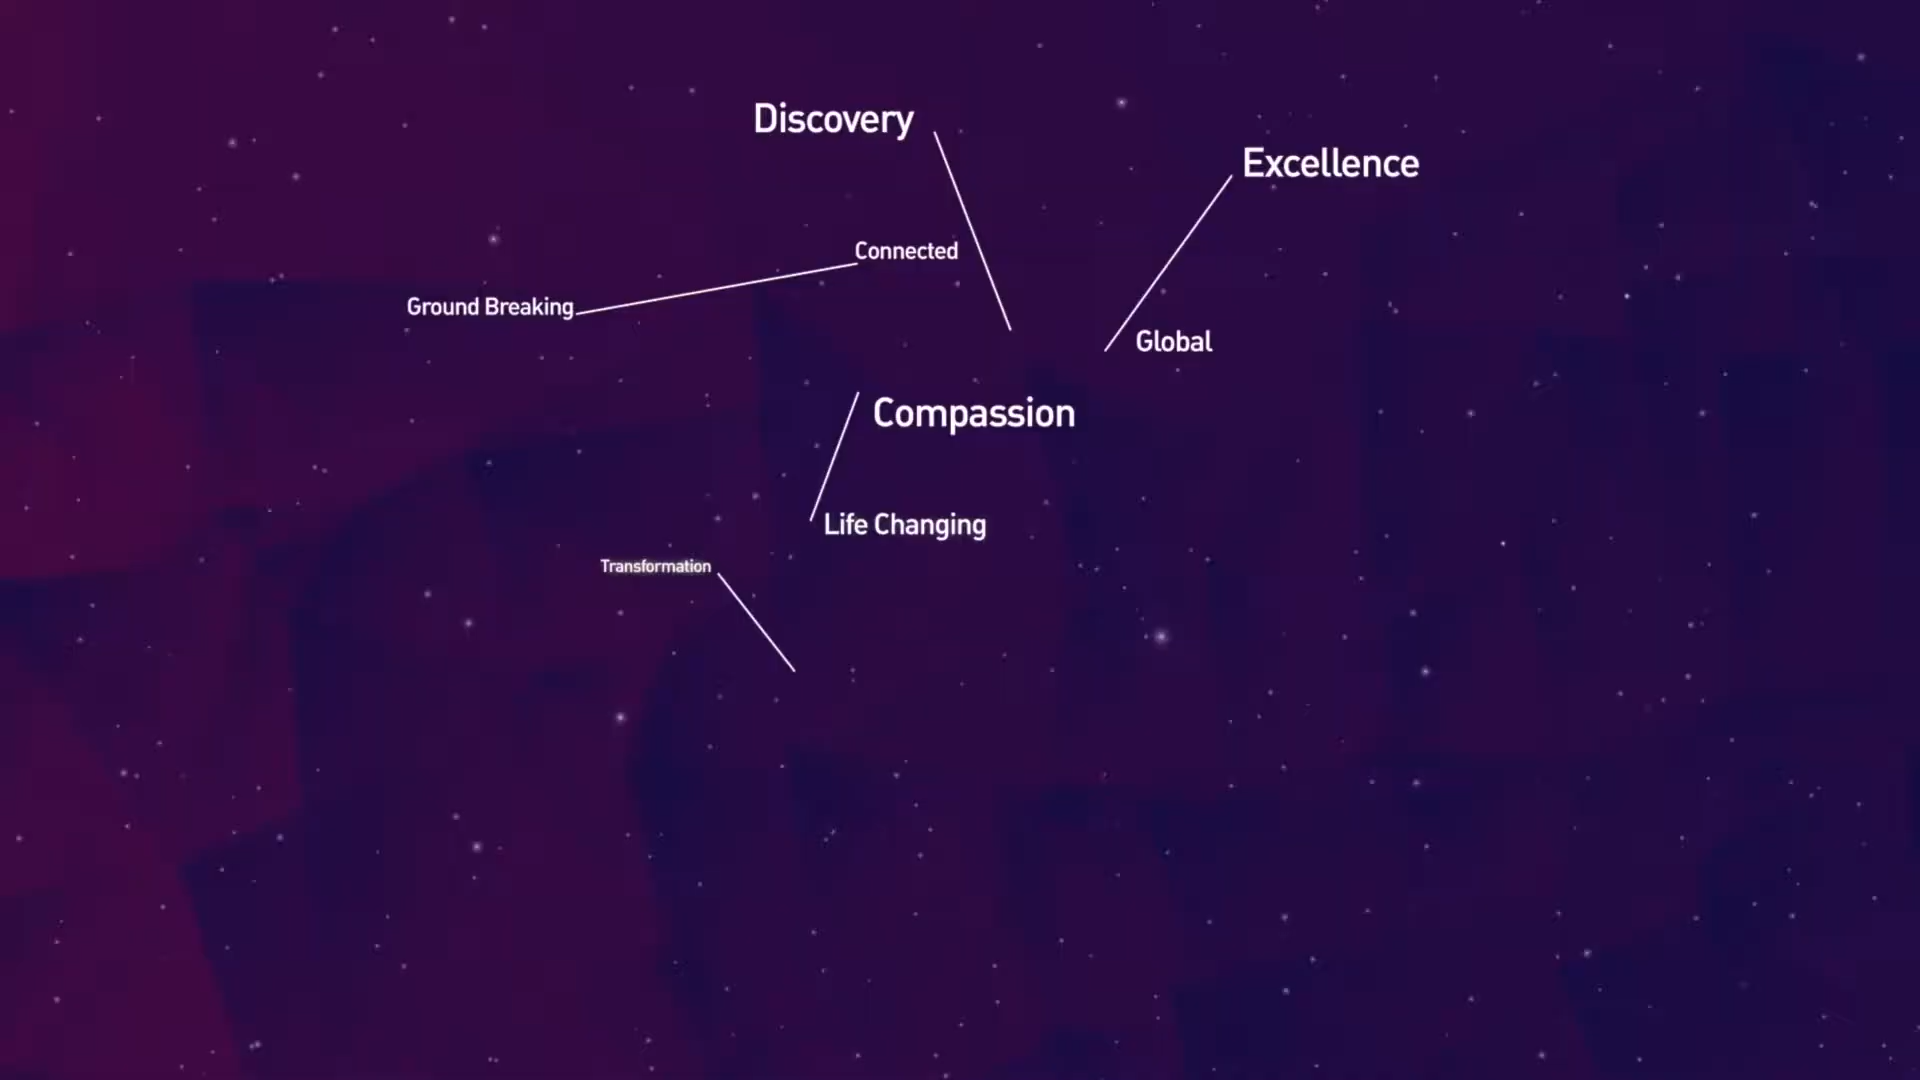 Discovery
Excellence
Connected
Ground Breaking
Global
Compassion
Life Changing
Transformation